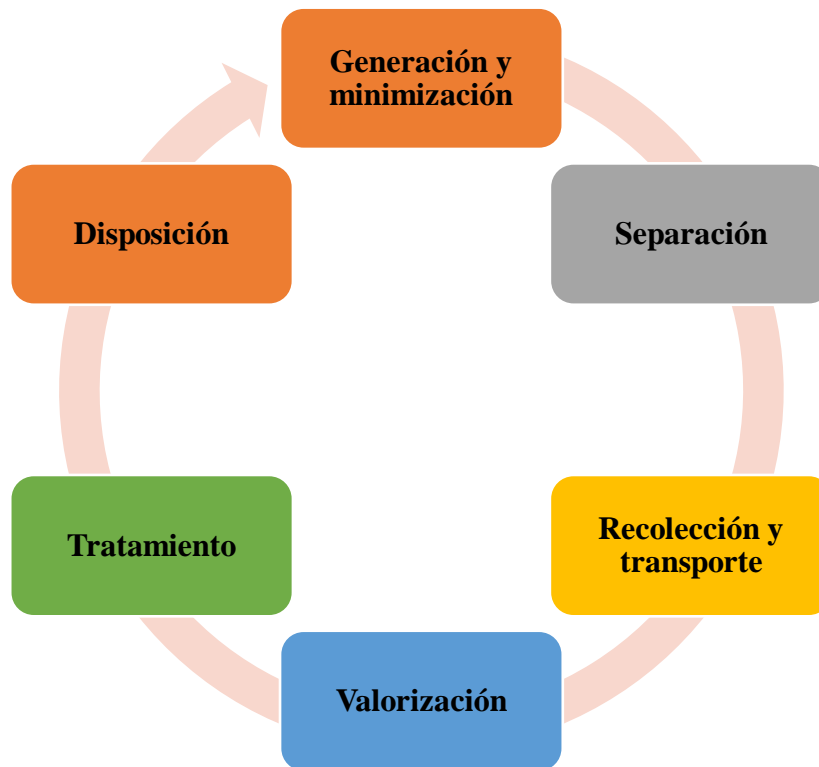 Generación y
minimización
Separación
Recolección y
transporte
Valorización
Tratamiento
Disposición